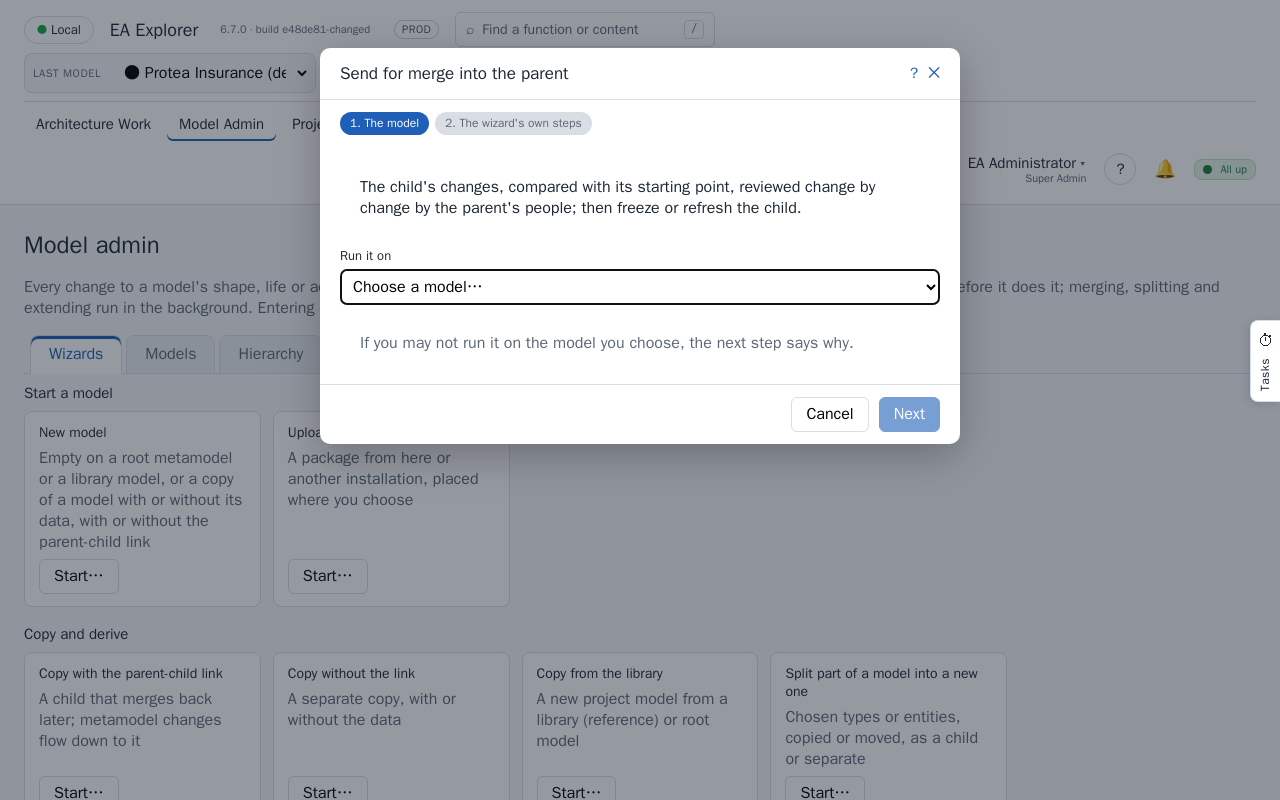 Local
EA Explorer
6.7.0 · build e48de81-changed
PROD
Find a function or content
/
LAST MODEL
Protea Insurance (de
Architecture Work
Model Admin
Proje
EA Administrator
Super Admin
?
All up
Send for merge into the parent
?
1. The model
2. The wizard's own steps
The child's changes, compared with its starting point, reviewed change by
change by the parent's people; then freeze or refresh the child.
Run it on
Choose a model…
If you may not run it on the model you choose, the next step says why.
Cancel
Next
Model admin
Every change to a model's shape, life or ac
efore it does it; merging, splitting and
extending run in the background. Entering
Wizards
Models
Hierarchy
Tasks
Start a model
New model
Empty on a root metamodel
or a library model, or a copy
of a model with or without its
data, with or without the
parent-child link
Start…
Uploa
A package from here or
another installation, placed
where you choose
Start…
Copy and derive
Copy with the parent-child link
A child that merges back
later; metamodel changes
flow down to it
Start…
Copy without the link
A separate copy, with or
without the data
Start…
Copy from the library
A new project model from a
library (reference) or root
model
Start…
Split part of a model into a new
one
Chosen types or entities,
copied or moved, as a child
or separate
Start…